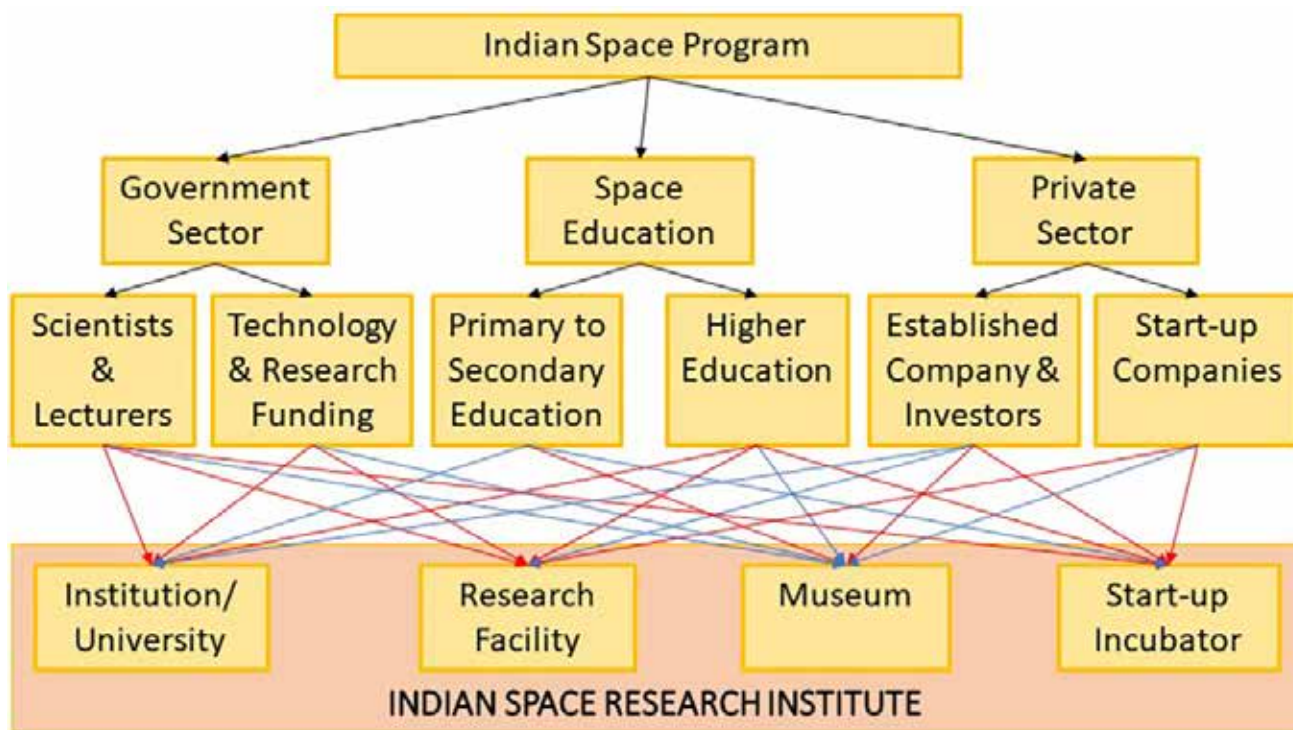 Indian Space Program
Government
Sector
Space
Education
Private
Sector
Scientists
&
Lecturers
Technology
& Research
Funding
Primary to
Secondary
Education
Higher
Education
Established
Company &
Investors
Start-up
Companies
Institution/
University
Research
Facility
Museum
Start-up
Incubator
INDIAN SPACE RESEARCH INSTITUTE